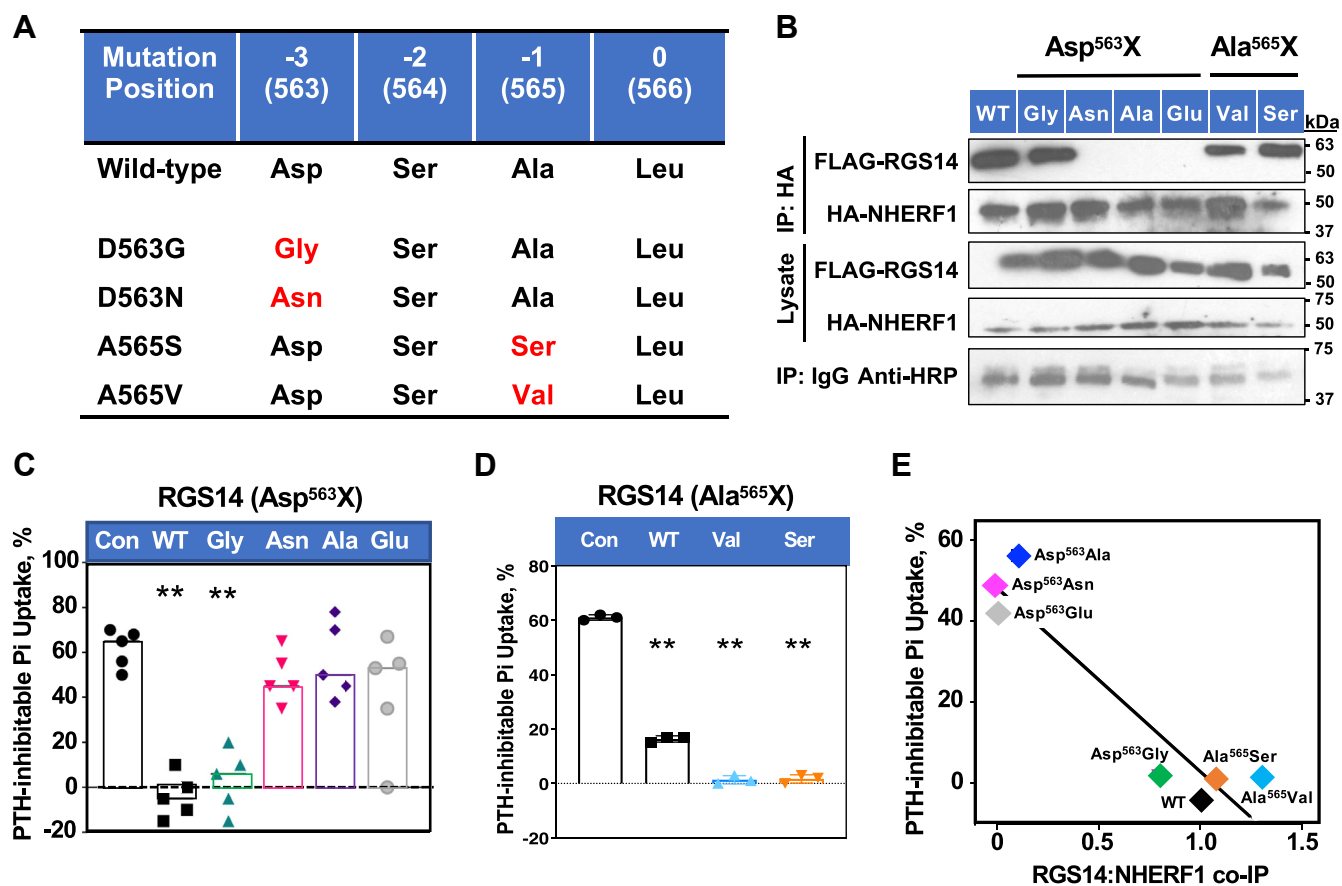 A
Mutation Position -3 (563) -2 (564) -1 (565) 0 (566)
Wild-type Asp Ser Ala Leu
D563G Gly Ser Ala Leu
D563N Asn Ser Ala Leu
A565S Asp Ser Ser Leu
A565V Asp Ser Val Leu
B
Asp⁵⁶³X Ala⁵⁶⁵X
WT Gly Asn Ala Glu Val Ser kDa
IP: HA
FLAG-RGS14 63 50
HA-NHERF1 50 37
Lysate
FLAG-RGS14 63 50
HA-NHERF1 75 50
IP: IgG Anti-HRP 75 37
C
RGS14 (Asp⁵⁶³X)
Con WT Gly Asn Ala Glu
PTH-inhibitable Pi Uptake, %
100
80
60
40
20
0
-20
** **
D
RGS14 (Ala⁵⁶⁵X)
Con WT Val Ser
PTH-inhibitable Pi Uptake, %
80
60
40
20
0
-20
** ** **
E
PTH-inhibitable Pi Uptake, %
60
40
20
0
Asp⁵⁶³Ala
Asp⁵⁶³Asn
Asp⁵⁶³Glu
Asp⁵⁶³Gly
Ala⁵⁶⁵Ser
WT
Ala⁵⁶⁵Val
0 0.5 1.0 1.5
RGS14:NHERF1 co-IP